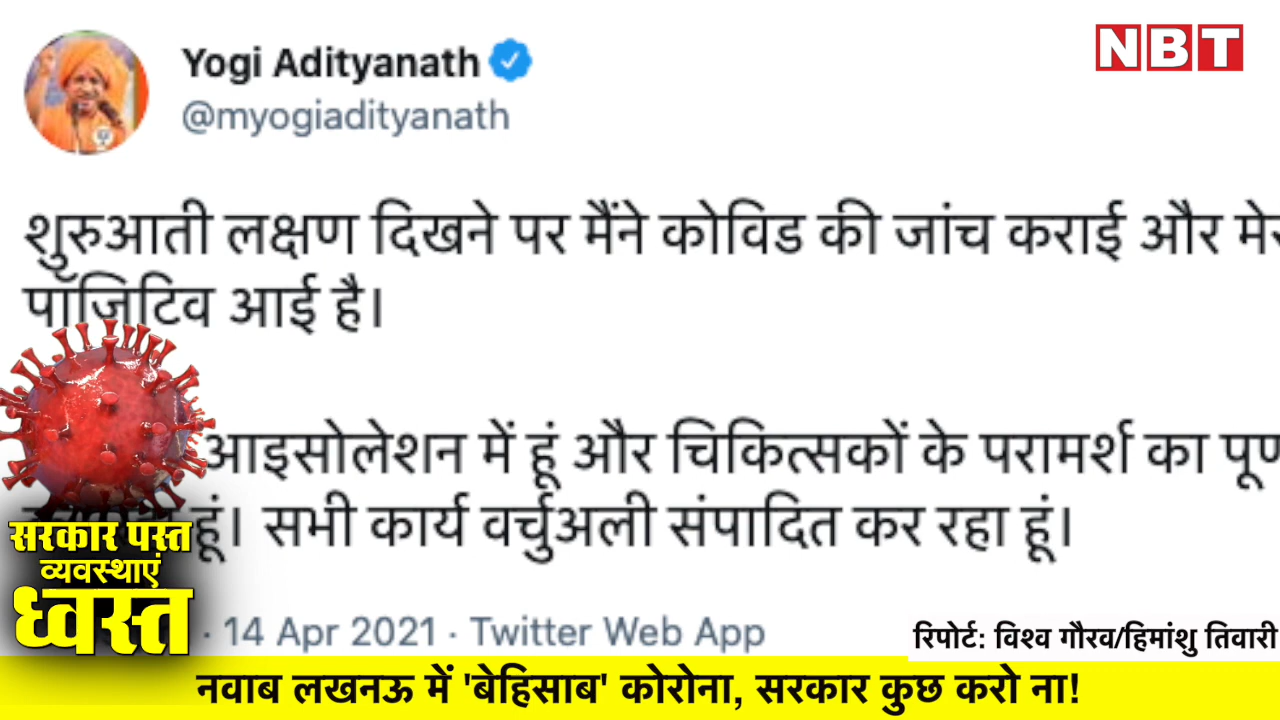 Yogi Adityanath
@myogiadityanath
NBT
शुरुआती लक्षण दिखने पर मैंने कोविड की जांच कराई और
पॉजिटिव आई है।
आइसोलेशन में हूं और चिकित्सकों के परामर्श का
हूं। सभी कार्य वर्चुअली संपादित कर रहा हूं।
· 14 Apr 2021 · Twitter Web App
सरकार पस्त
व्यवस्थाएं
ध्वस्त
रिपोर्ट: विश्व गौरव/हिमांशु तिवारी
नवाब लखनऊ में 'बेहिसाब' कोरोना, सरकार कुछ करो ना!